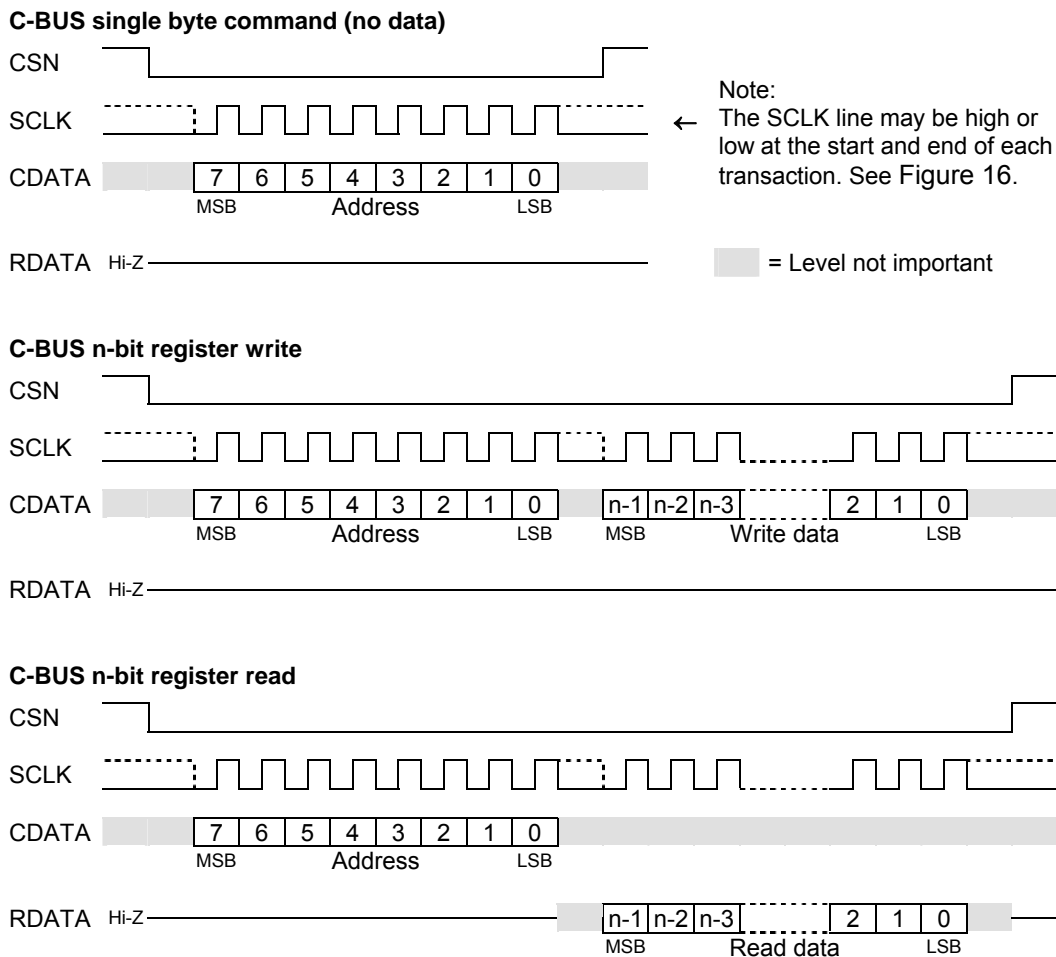 C-BUS single byte command (no data)
CSN
SCLK
CDATA 7 6 5 4 3 2 1 0
MSB Address LSB
RDATA Hi-Z
Note:
← The SCLK line may be high or
low at the start and end of each
transaction. See Figure 16.
= Level not important
C-BUS n-bit register write
CSN
SCLK
CDATA 7 6 5 4 3 2 1 0 n-1 n-2 n-3 2 1 0
MSB Address LSB MSB Write data LSB
RDATA Hi-Z
C-BUS n-bit register read
CSN
SCLK
CDATA 7 6 5 4 3 2 1 0
MSB Address LSB
RDATA Hi-Z n-1 n-2 n-3 2 1 0
MSB Read data LSB